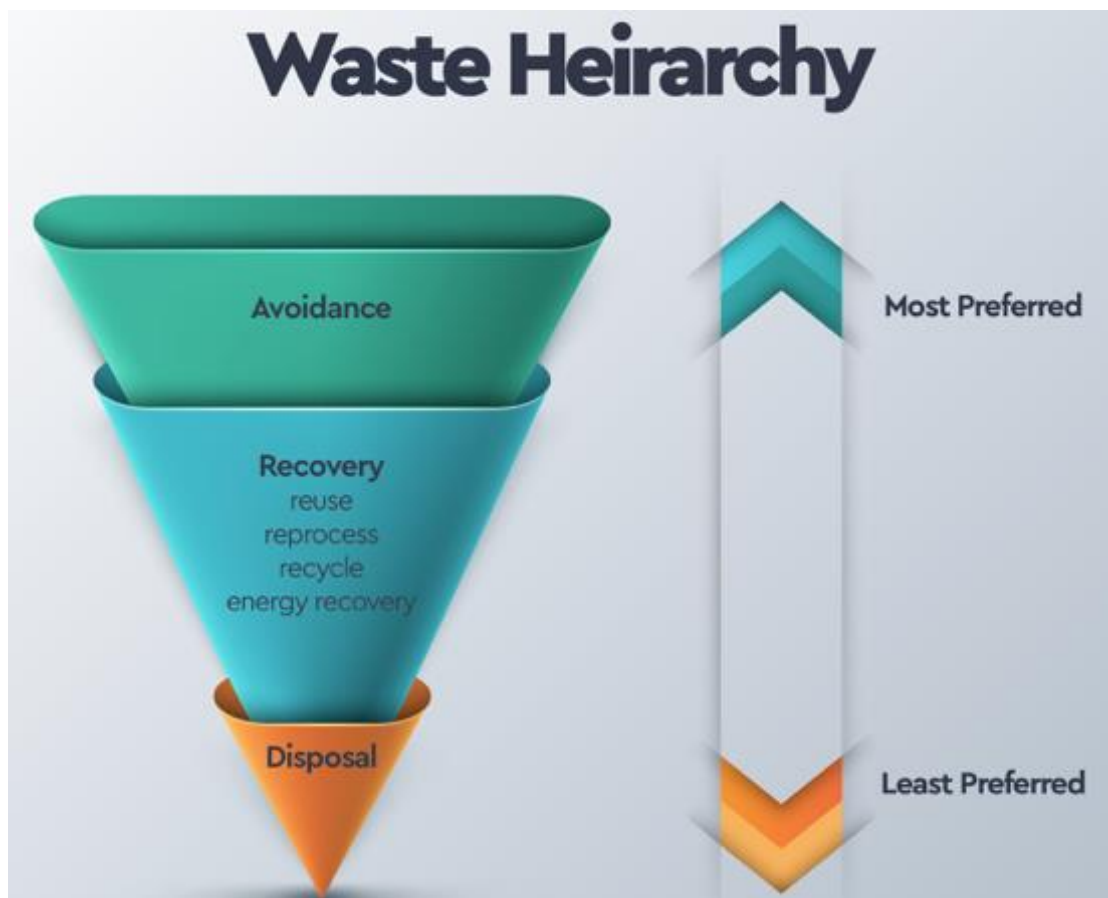 Waste Heirarchy
Avoidance
Most Preferred
Recovery
reuse
reprocess
recycle
energy recovery
Disposal
Least Preferred